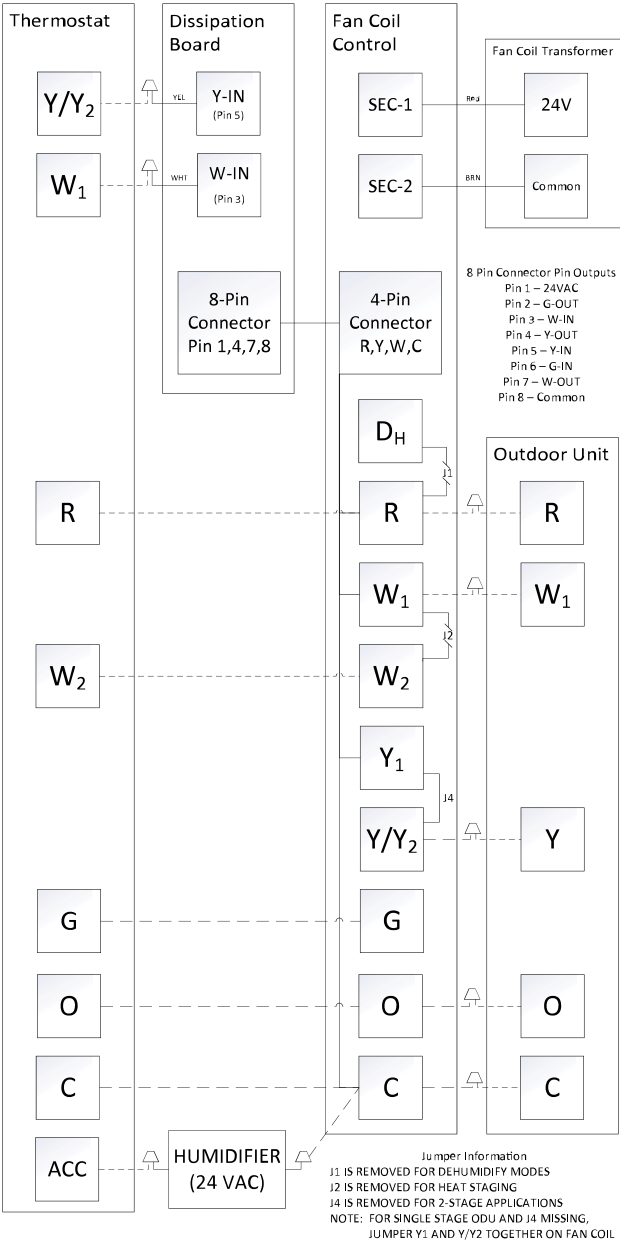 Thermostat
Dissipation
Board
Fan Coil
Control
Fan Coil Transformer
Y/Y2
YEL
Y-IN
(Pin 5)
SEC-1
Red
24V
W1
WHT
W-IN
(Pin 3)
SEC-2
BRN
Common
8-Pin
Connector
Pin 1,4,7,8
4-Pin
Connector
R,Y,W,C
8 Pin Connector Pin Outputs
Pin 1 – 24VAC
Pin 2 – G-OUT
Pin 3 – W-IN
Pin 4 – Y-OUT
Pin 5 – Y-IN
Pin 6 – G-IN
Pin 7 – W-OUT
Pin 8 – Common
DH
J1
Outdoor Unit
R
R
R
W1
W1
J2
W2
W2
Y1
J4
Y/Y2
Y
G
G
O
O
O
C
C
C
ACC
HUMIDIFIER
(24 VAC)
Jumper Information
J1 IS REMOVED FOR DEHUMIDIFY MODES
J2 IS REMOVED FOR HEAT STAGING
J4 IS REMOVED FOR 2-STAGE APPLICATIONS
NOTE: FOR SINGLE STAGE ODU AND J4 MISSING,
JUMPER Y1 AND Y/Y2 TOGETHER ON FAN COIL